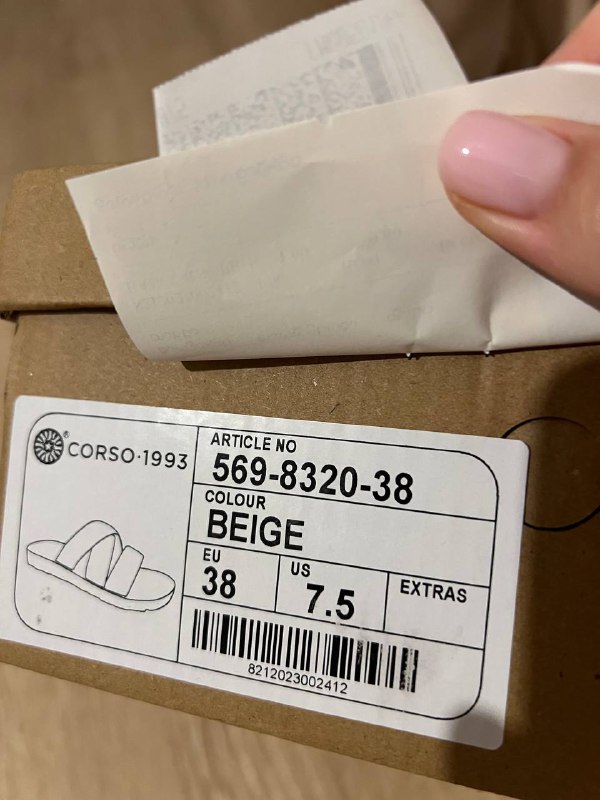 CORSO·1993
®
ARTICLE NO
569-8320-38
COLOUR
BEIGE
EU
38
US
7.5
EXTRAS
8212023002412